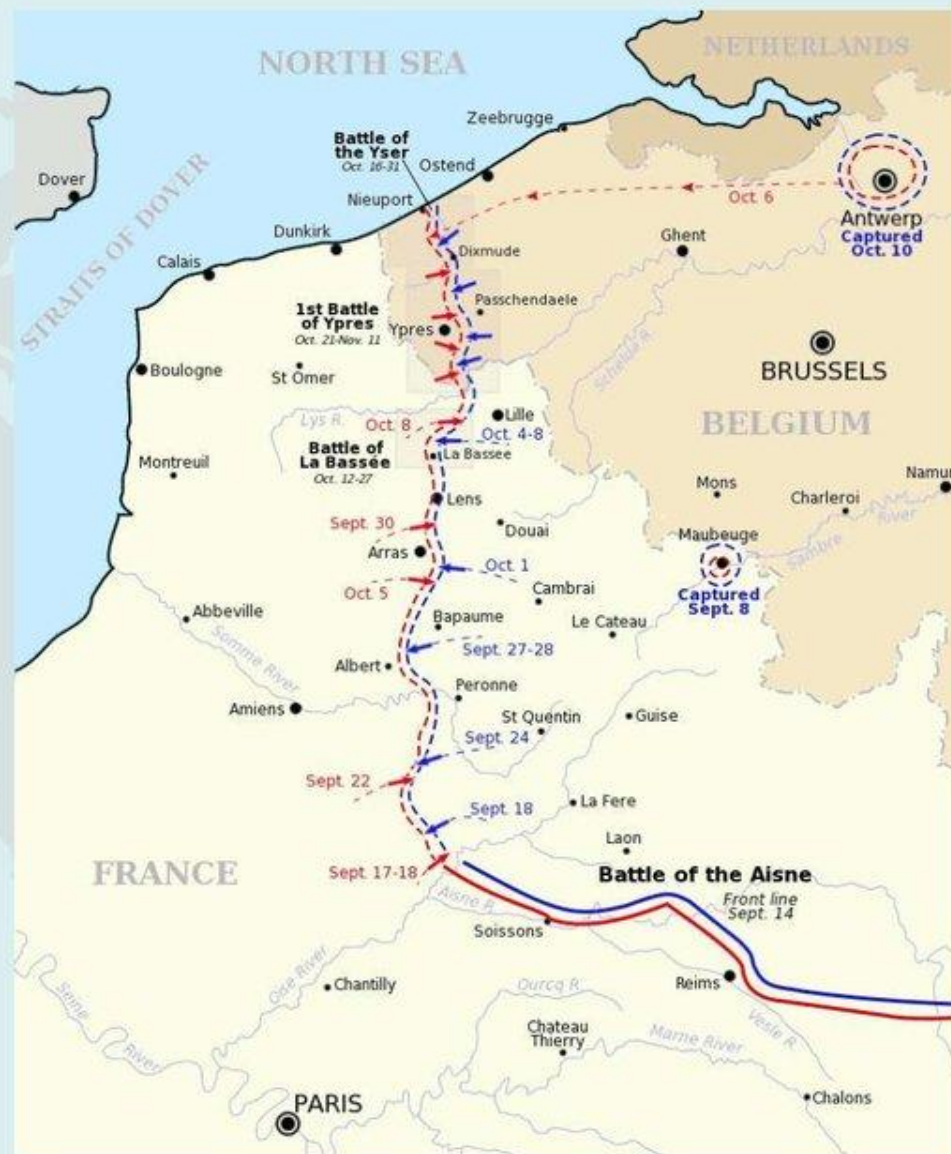 NORTH SEA
NETHERLANDS
STRAITS OF DOVER
Dover
Zeebrugge
Battle of
the Yser
Oct. 16-31
Ostend
Nieuport
Oct. 6
Antwerp
Captured
Oct. 10
Dunkirk
Dixmude
Ghent
Calais
1st Battle
of Ypres
Oct. 21-Nov. 11
Ypres
Passchendaele
Scheldt R.
BRUSSELS
Boulogne
St Omer
Lys R.
Lille
BELGIUM
Oct. 8
Oct. 4-8
Battle of
La Bassée
Oct. 12-27
La Bassee
Montreuil
Mons
Charleroi
Namur
River
Lens
Sept. 30
Douai
Maubeuge
Sambre
Arras
Oct. 1
Captured
Sept. 8
Oct. 5
Cambrai
Abbeville
Bapaume
Le Cateau
Somme River
Sept. 27-28
Albert
Peronne
Amiens
St Quentin
Guise
Sept. 24
Sept. 22
Sept. 18
La Fere
Laon
FRANCE
Sept. 17-18
Battle of the Aisne
Front line
Sept. 14
Aisne R.
Soissons
Oise River
Chantilly
Reims
Ourcq R.
Vesle R.
Seine
River
Chateau
Thierry
Marne River
Chalons
PARIS